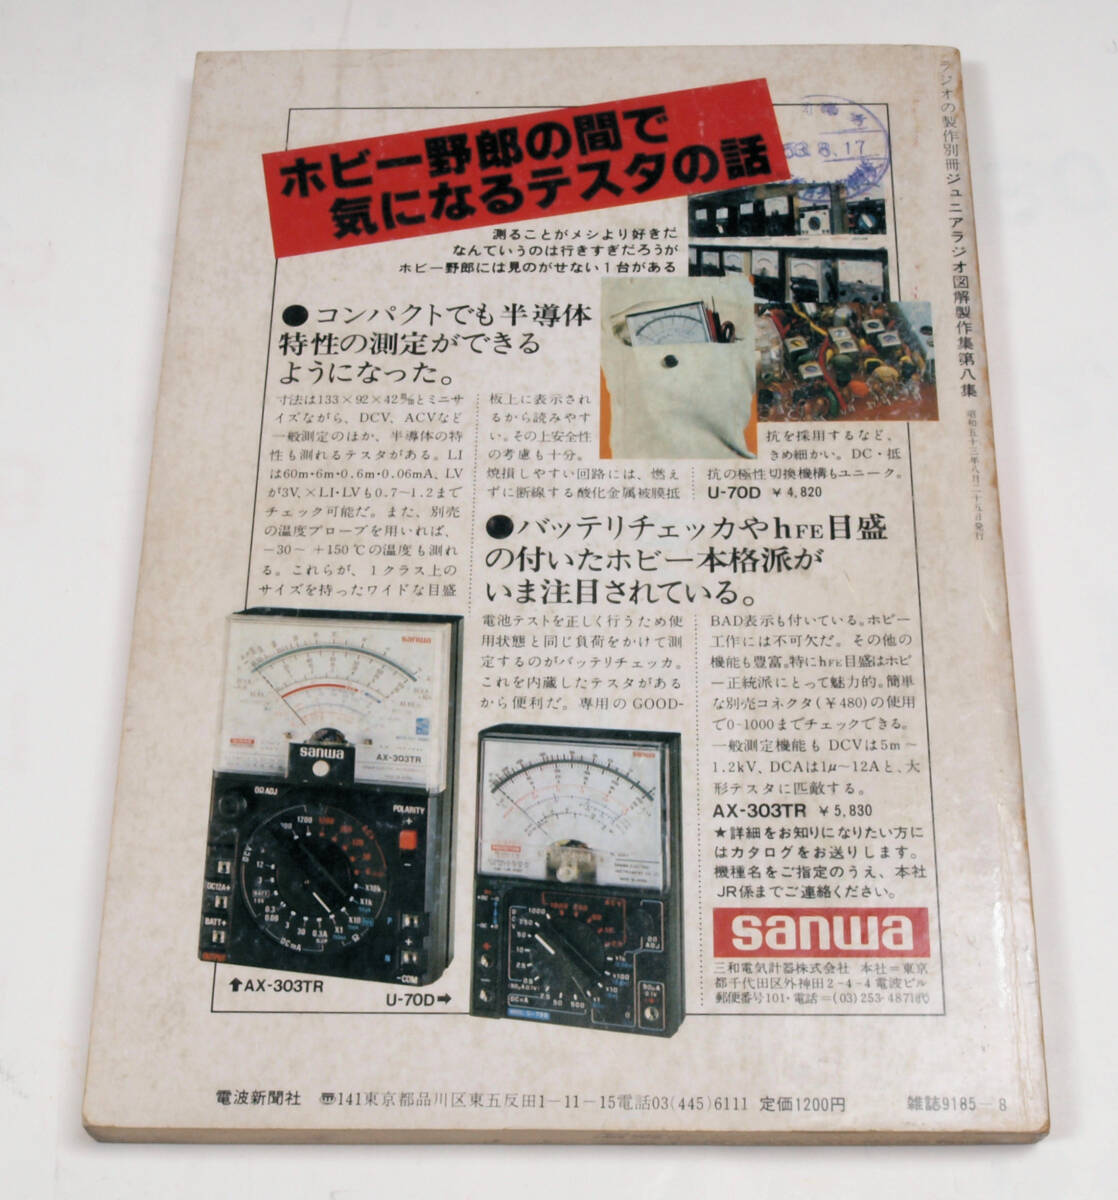 ホビー野郎の間で
気になるテスタの話
53.8.17
測ることがメシより好きだ
なんていうのは行きすぎだろうが
ホビー野郎には見のがせない1台がある
●コンパクトでも半導体
特性の測定ができる
ようになった。
寸法は133×92×42㎜とミニサ
イズながら、DCV、ACVなど
一般測定のほか、半導体の特
性も測れるテスタがある。LI
は60m・6m・0.6m・0.06mA、LV
が3V,×LI・LVも0.7〜1.2まで
チェック可能だ。また、別売
の温度プローブを用いれば、
−30〜＋150℃の温度も測れ
る。これらが、1クラス上の
サイズを持ったワイドな目盛
板上に表示され
るから読みやす
い。その上安全性
の考慮も十分。
焼損しやすい回路には、燃え
ずに断線する酸化金属被膜抵
抗を採用するなど、
きめ細かい。DC・抵
抗の極性切換機構もユニーク。
U-70D ￥4,820
●バッテリチェッカやhFE目盛
の付いたホビー本格派が
いま注目されている。
電池テストを正しく行うため使
用状態と同じ負荷をかけて測
定するのがバッテリチェッカ。
これを内蔵したテスタがある
から便利だ。専用のGOOD-
BAD表示も付いている。ホビー
工作には不可欠だ。その他の
機能も豊富。特にhFE目盛はホビ
ー正統派にとって魅力的。簡単
な別売コネクタ(￥480)の使用
で0-1000までチェックできる。
一般測定機能もDCVは5m〜
1.2kV、DCAは1μ〜12Aと、大
形テスタに匹敵する。
AX-303TR ￥5,830
★詳細をお知りになりたい方に
はカタログをお送りします。
機種名をご指定のうえ、本社
JR係までご連絡ください。
sanwa
三和電気計器株式会社 本社＝東京
都千代田区外神田2-4-4電波ビル
郵便番号101・電話＝(03)253-4871代
sanwa
sanwa
AX-303TR
0Ω ADJ
POLARITY
DC12A+
BATT+
OUTPUT
DCV
DCmA
−COM
0Ω ADJ
⬆AX-303TR
U-70D➡
電波新聞社 〒141東京都品川区東五反田1−11−15電話03(445)6111 定価1200円 雑誌9185−8
ラジオの製作別冊ジュニアラジオ図解製作集第八集 昭和五十三年八月二十五日発行